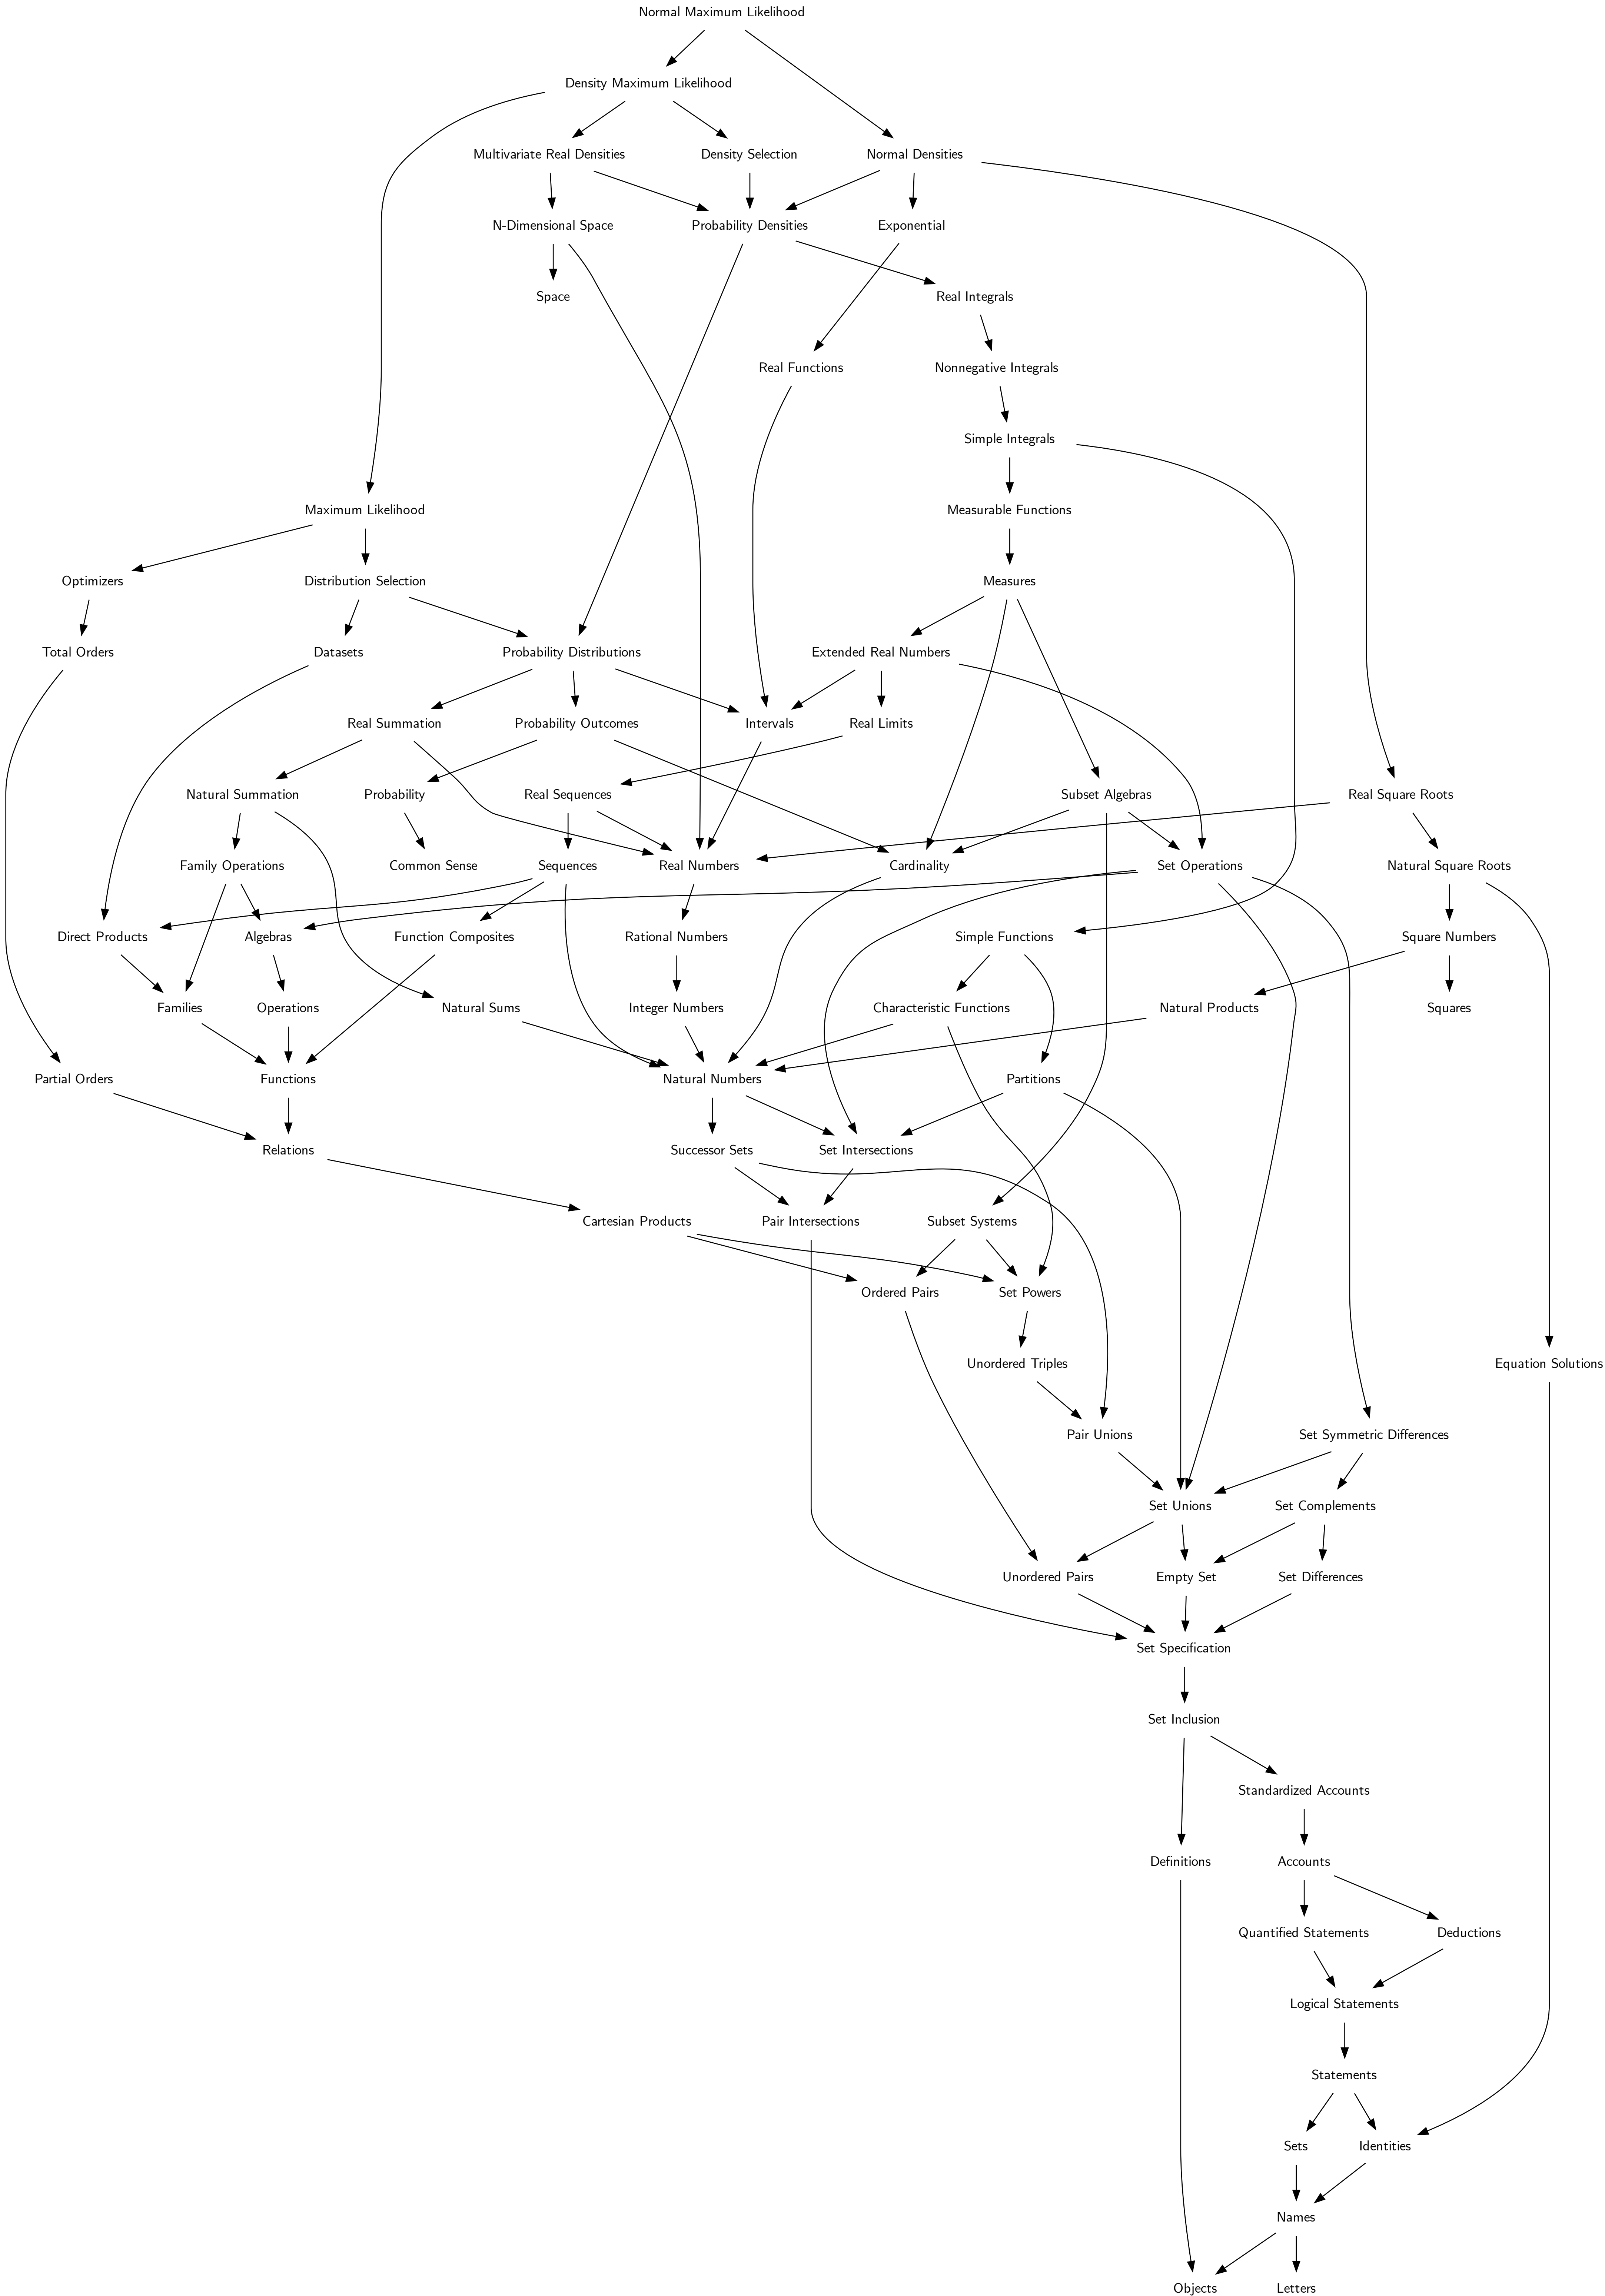 Normal Maximum Likelihood
Density Maximum Likelihood
Multivariate Real Densities
Density Selection
Normal Densities
N-Dimensional Space
Probability Densities
Exponential
Space
Real Integrals
Real Functions
Nonnegative Integrals
Simple Integrals
Maximum Likelihood
Measurable Functions
Optimizers
Distribution Selection
Measures
Total Orders
Datasets
Probability Distributions
Extended Real Numbers
Real Summation
Probability Outcomes
Intervals
Real Limits
Natural Summation
Probability
Real Sequences
Subset Algebras
Real Square Roots
Family Operations
Common Sense
Sequences
Real Numbers
Cardinality
Set Operations
Natural Square Roots
Direct Products
Algebras
Function Composites
Rational Numbers
Simple Functions
Square Numbers
Families
Operations
Natural Sums
Integer Numbers
Characteristic Functions
Natural Products
Squares
Partial Orders
Functions
Natural Numbers
Partitions
Relations
Successor Sets
Set Intersections
Cartesian Products
Pair Intersections
Subset Systems
Ordered Pairs
Set Powers
Unordered Triples
Equation Solutions
Pair Unions
Set Symmetric Differences
Set Unions
Set Complements
Unordered Pairs
Empty Set
Set Differences
Set Specification
Set Inclusion
Standardized Accounts
Definitions
Accounts
Quantified Statements
Deductions
Logical Statements
Statements
Sets
Identities
Names
Objects
Letters